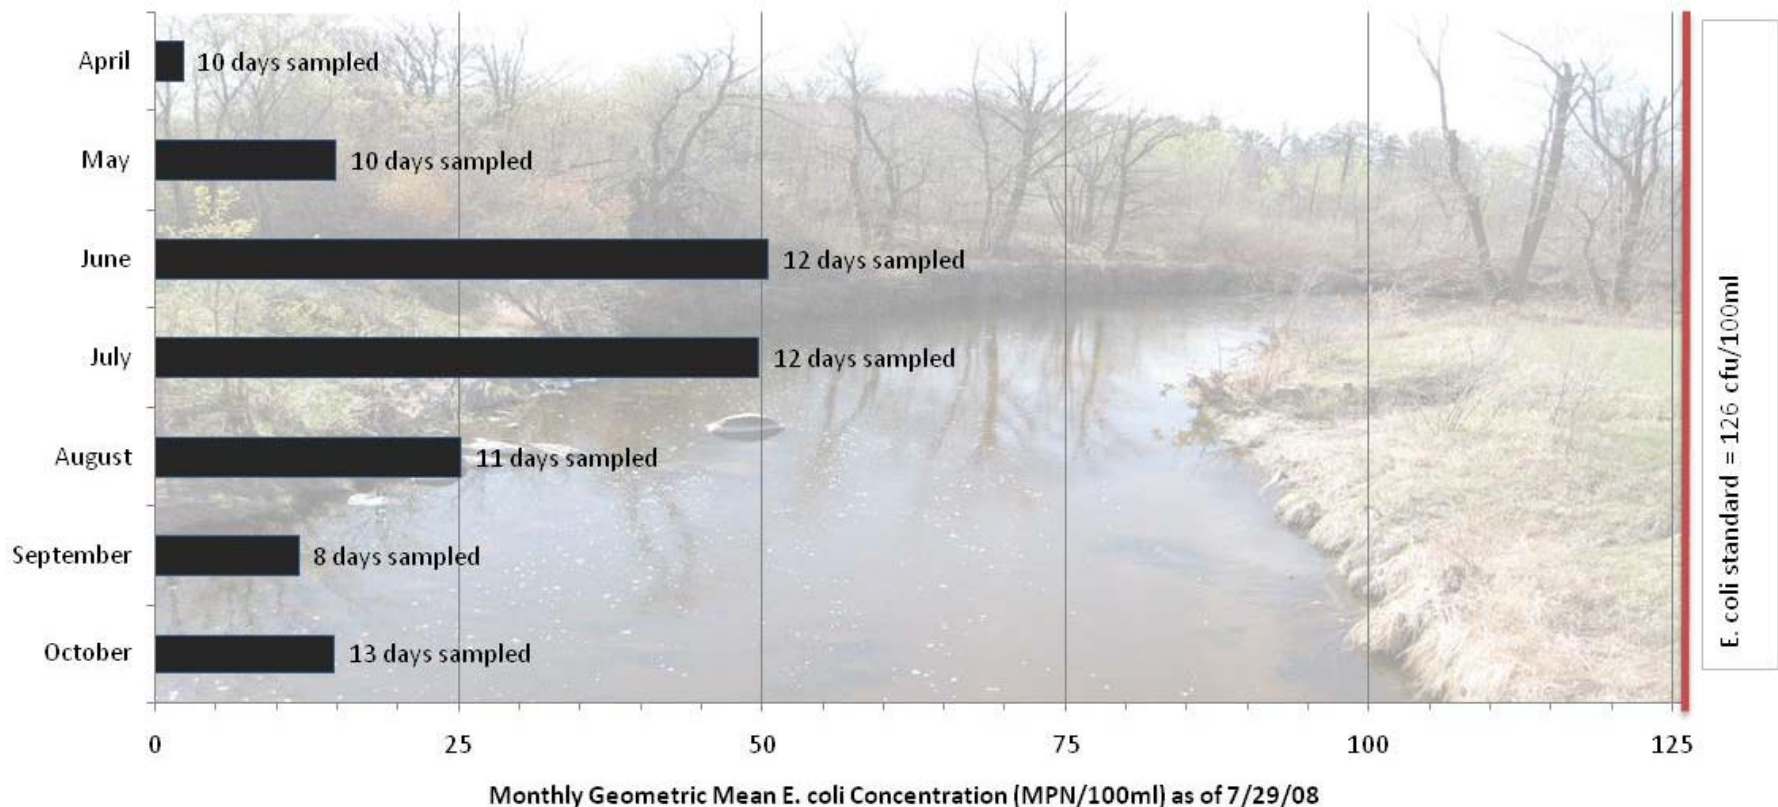 April
10 days sampled
May
10 days sampled
June
12 days sampled
July
12 days sampled
August
11 days sampled
September
8 days sampled
October
13 days sampled
0 25 50 75 100 125
Monthly Geometric Mean E. coli Concentration (MPN/100ml) as of 7/29/08
E. coli standard = 126 cfu/100ml